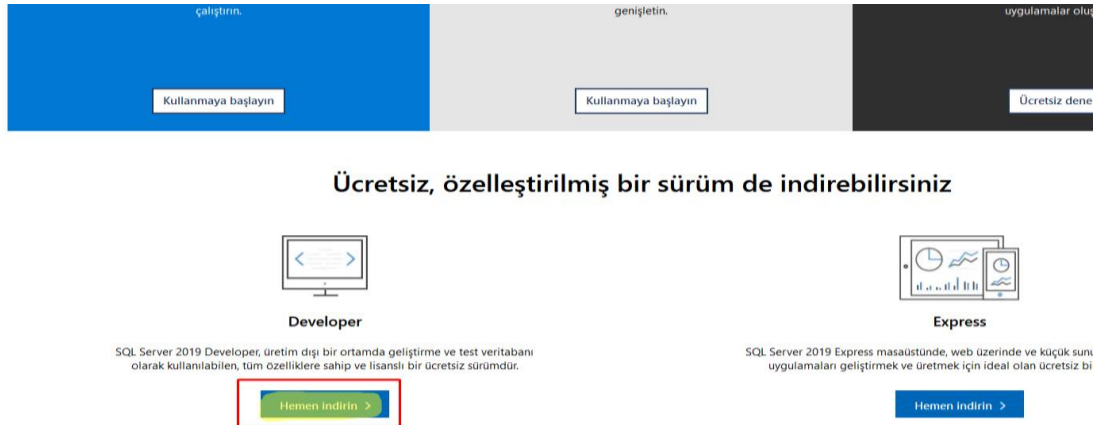 çalıştırın.
genişletin.
uygulamalar oluş
Kullanmaya başlayın
Kullanmaya başlayın
Ücretsiz dene
Ücretsiz, özelleştirilmiş bir sürüm de indirebilirsiniz
Developer
SQL Server 2019 Developer, üretim dışı bir ortamda geliştirme ve test veritabanı
olarak kullanılabilen, tüm özelliklere sahip ve lisanslı bir ücretsiz sürümdür.
Hemen indirin >
Express
SQL Server 2019 Express masaüstünde, web üzerinde ve küçük sunu
uygulamaları geliştirmek ve üretmek için ideal olan ücretsiz bi
Hemen indirin >